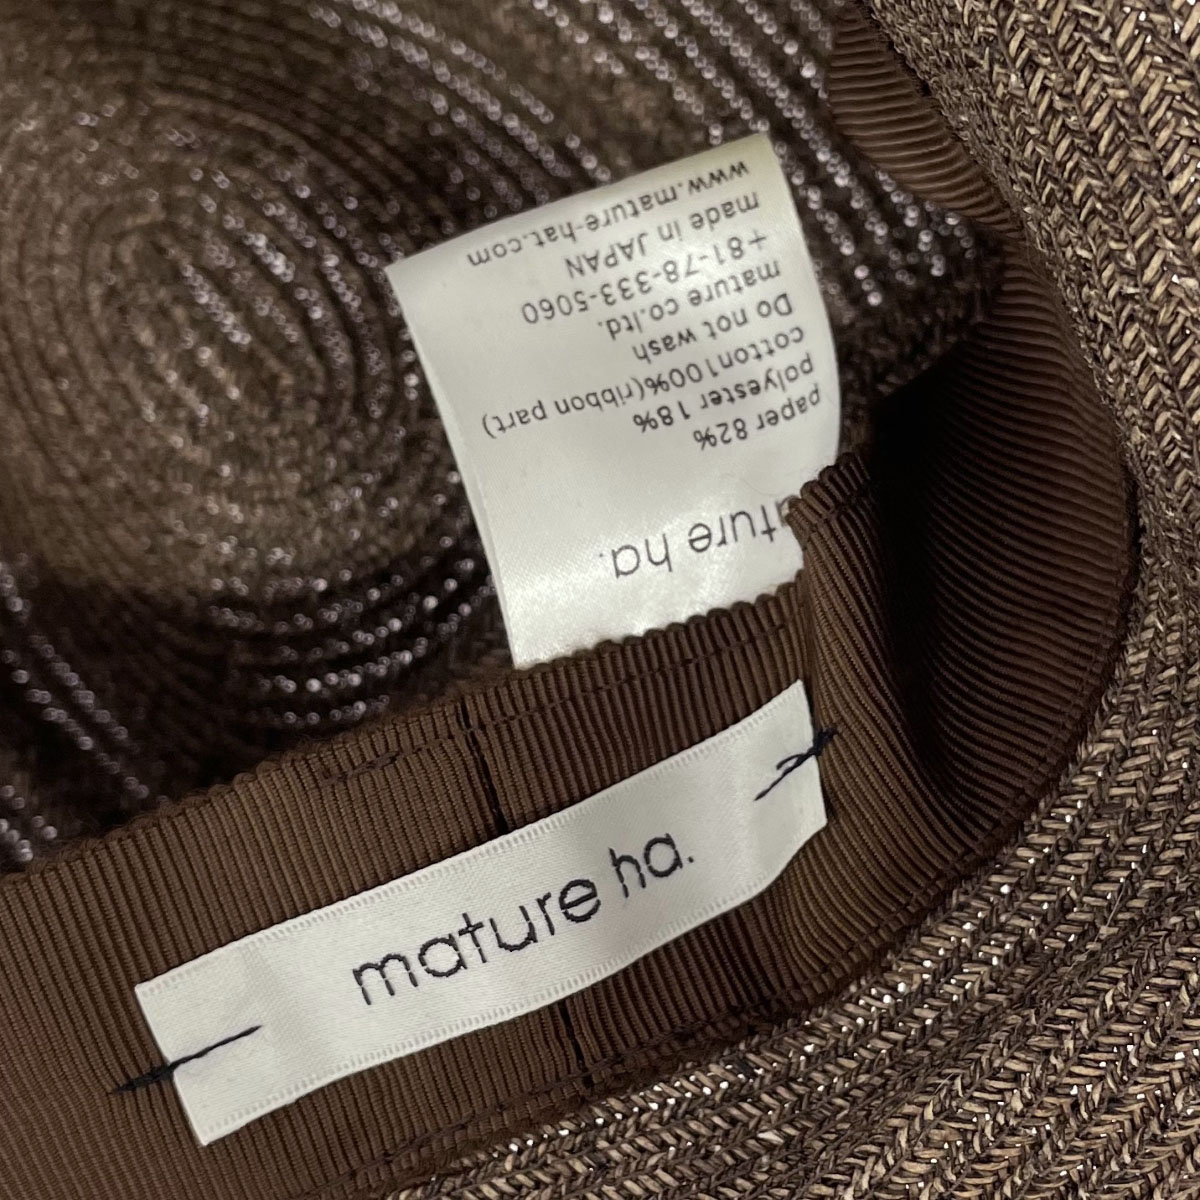 mature ha.
ture ha.
paper 82%
polyester 18%
cotton100%(ribbon part)
Do not wash
mature co.ltd.
+81-78-333-5060
made in JAPAN
www.mature-hat.com